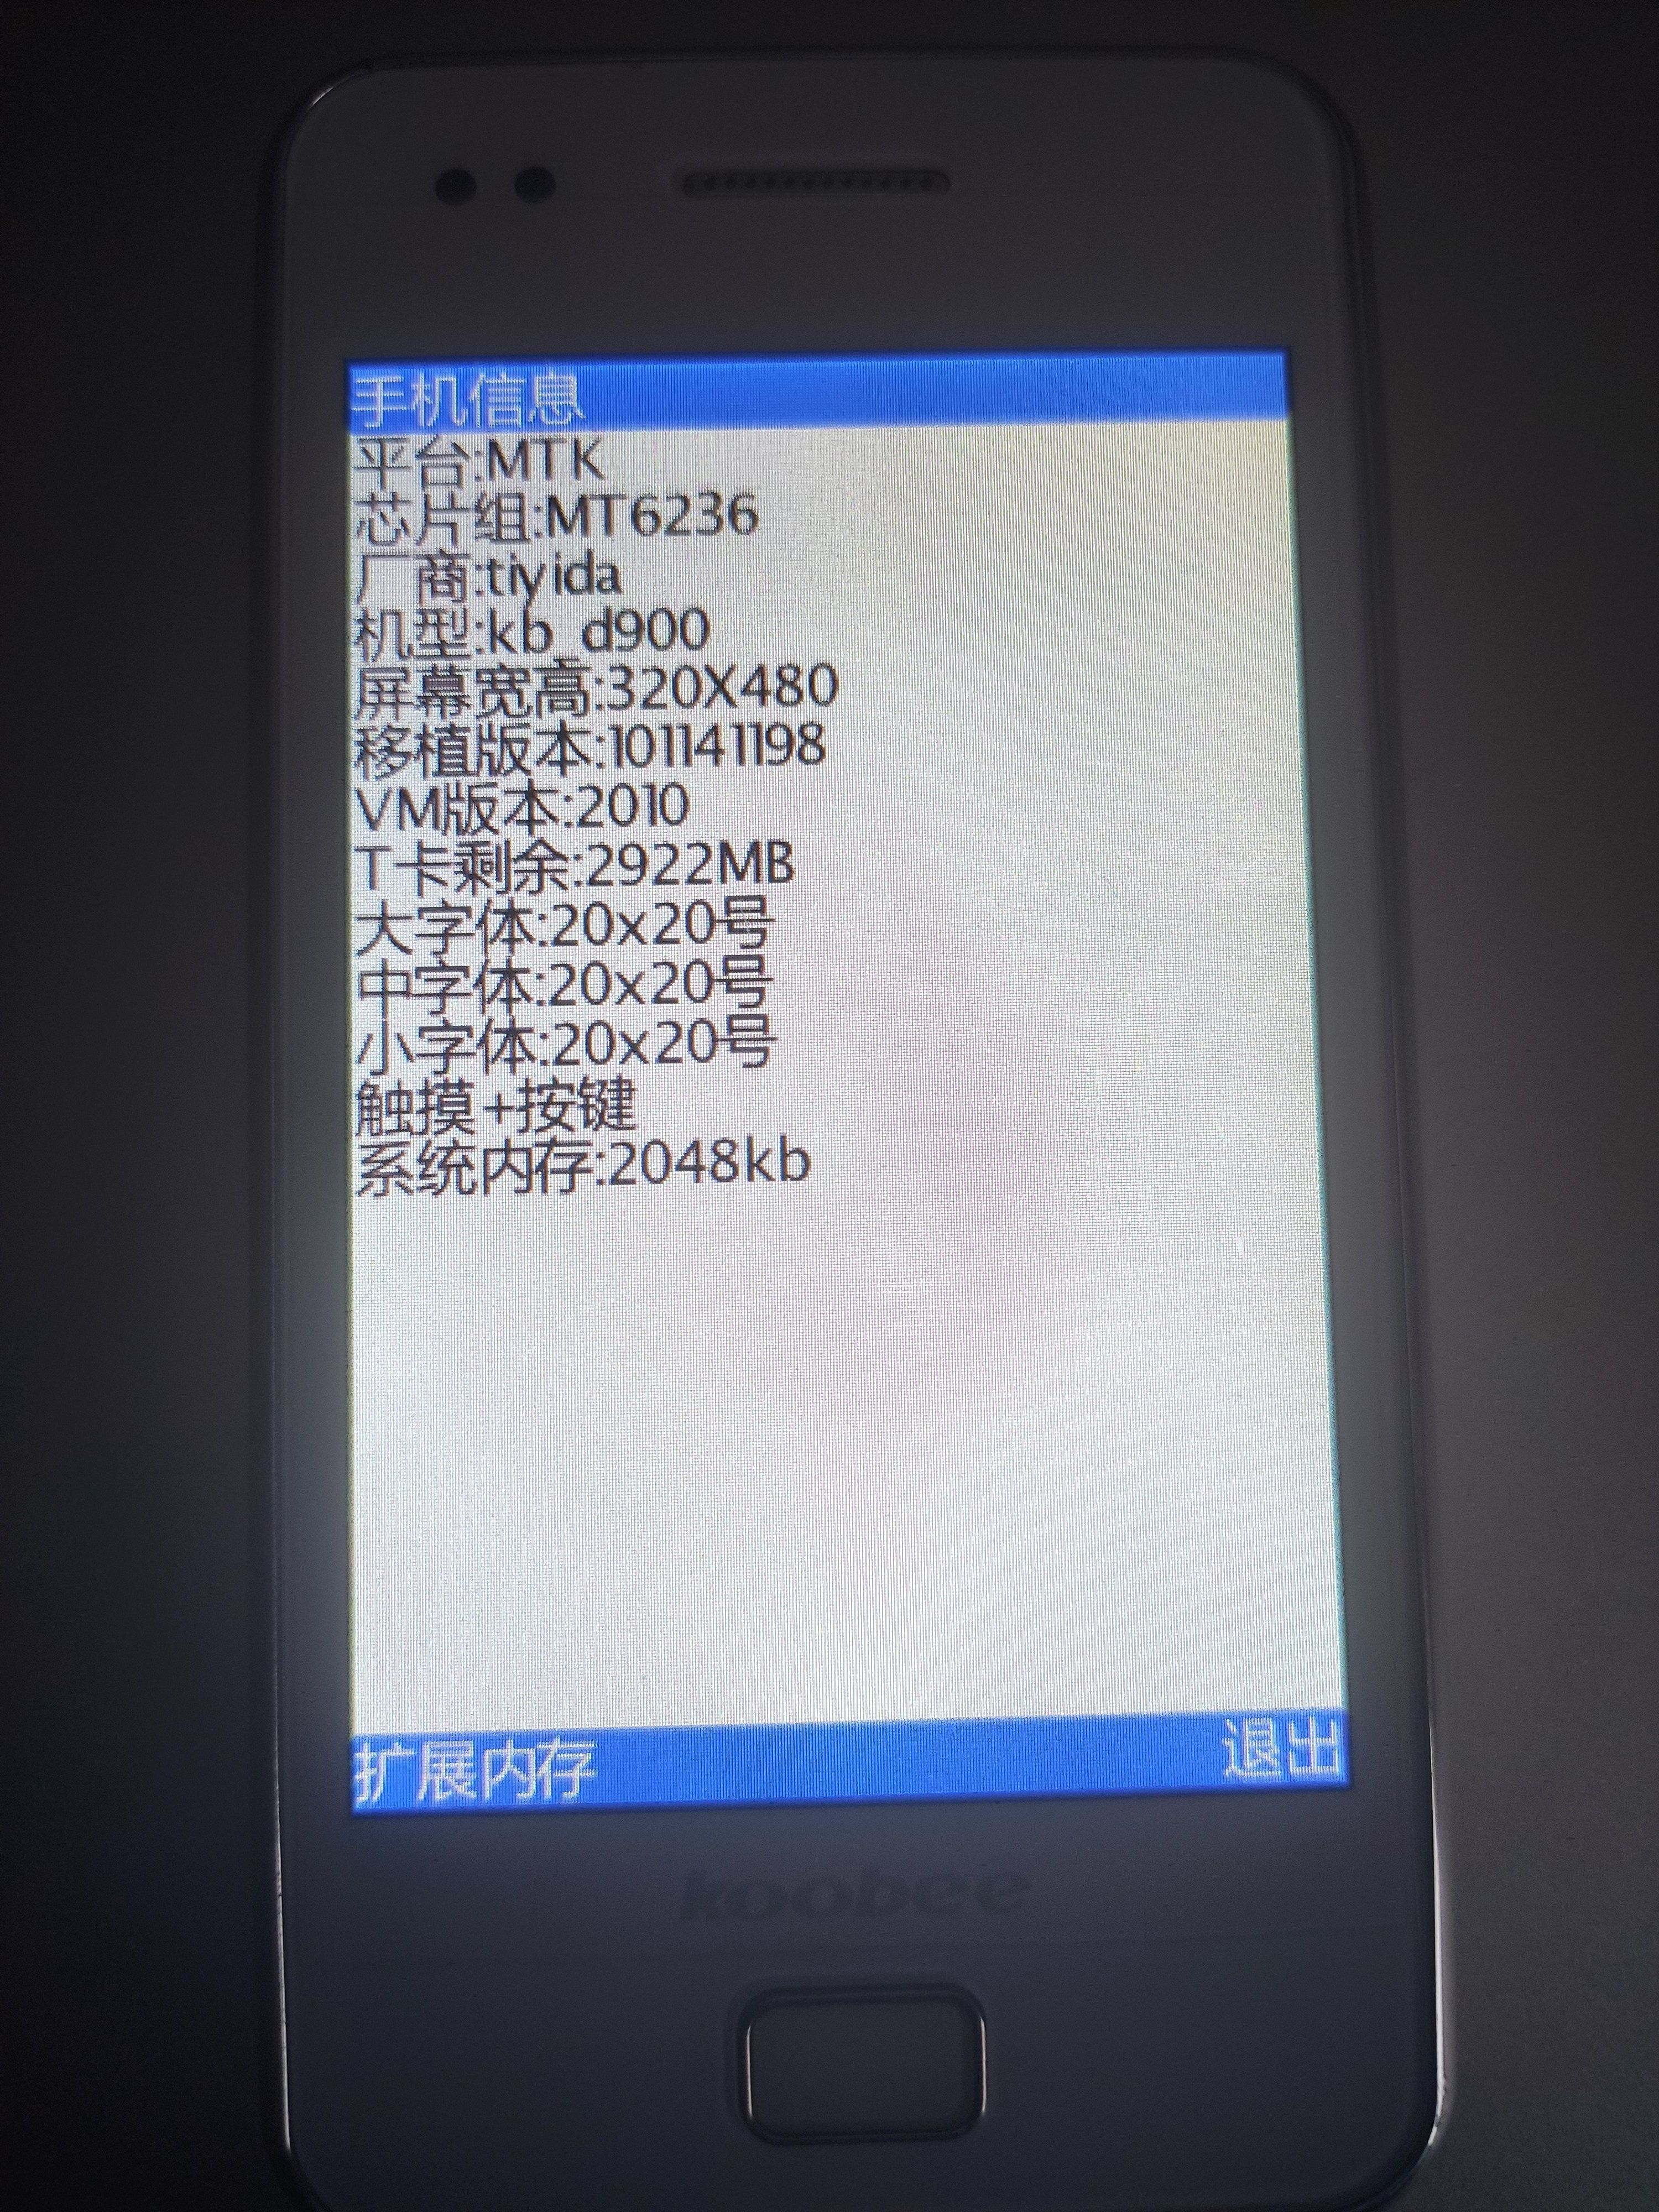 手机信息
平台:MTK
芯片组:MT6236
厂商:tiyida
机型:kb_d900
屏幕宽高:320X480
移植版本:101141198
VM版本:2010
T卡剩余:2922MB
大字体:20x20号
中字体:20x20号
小字体:20x20号
触摸+按键
系统内存:2048kb
扩展内存 退出
koobee